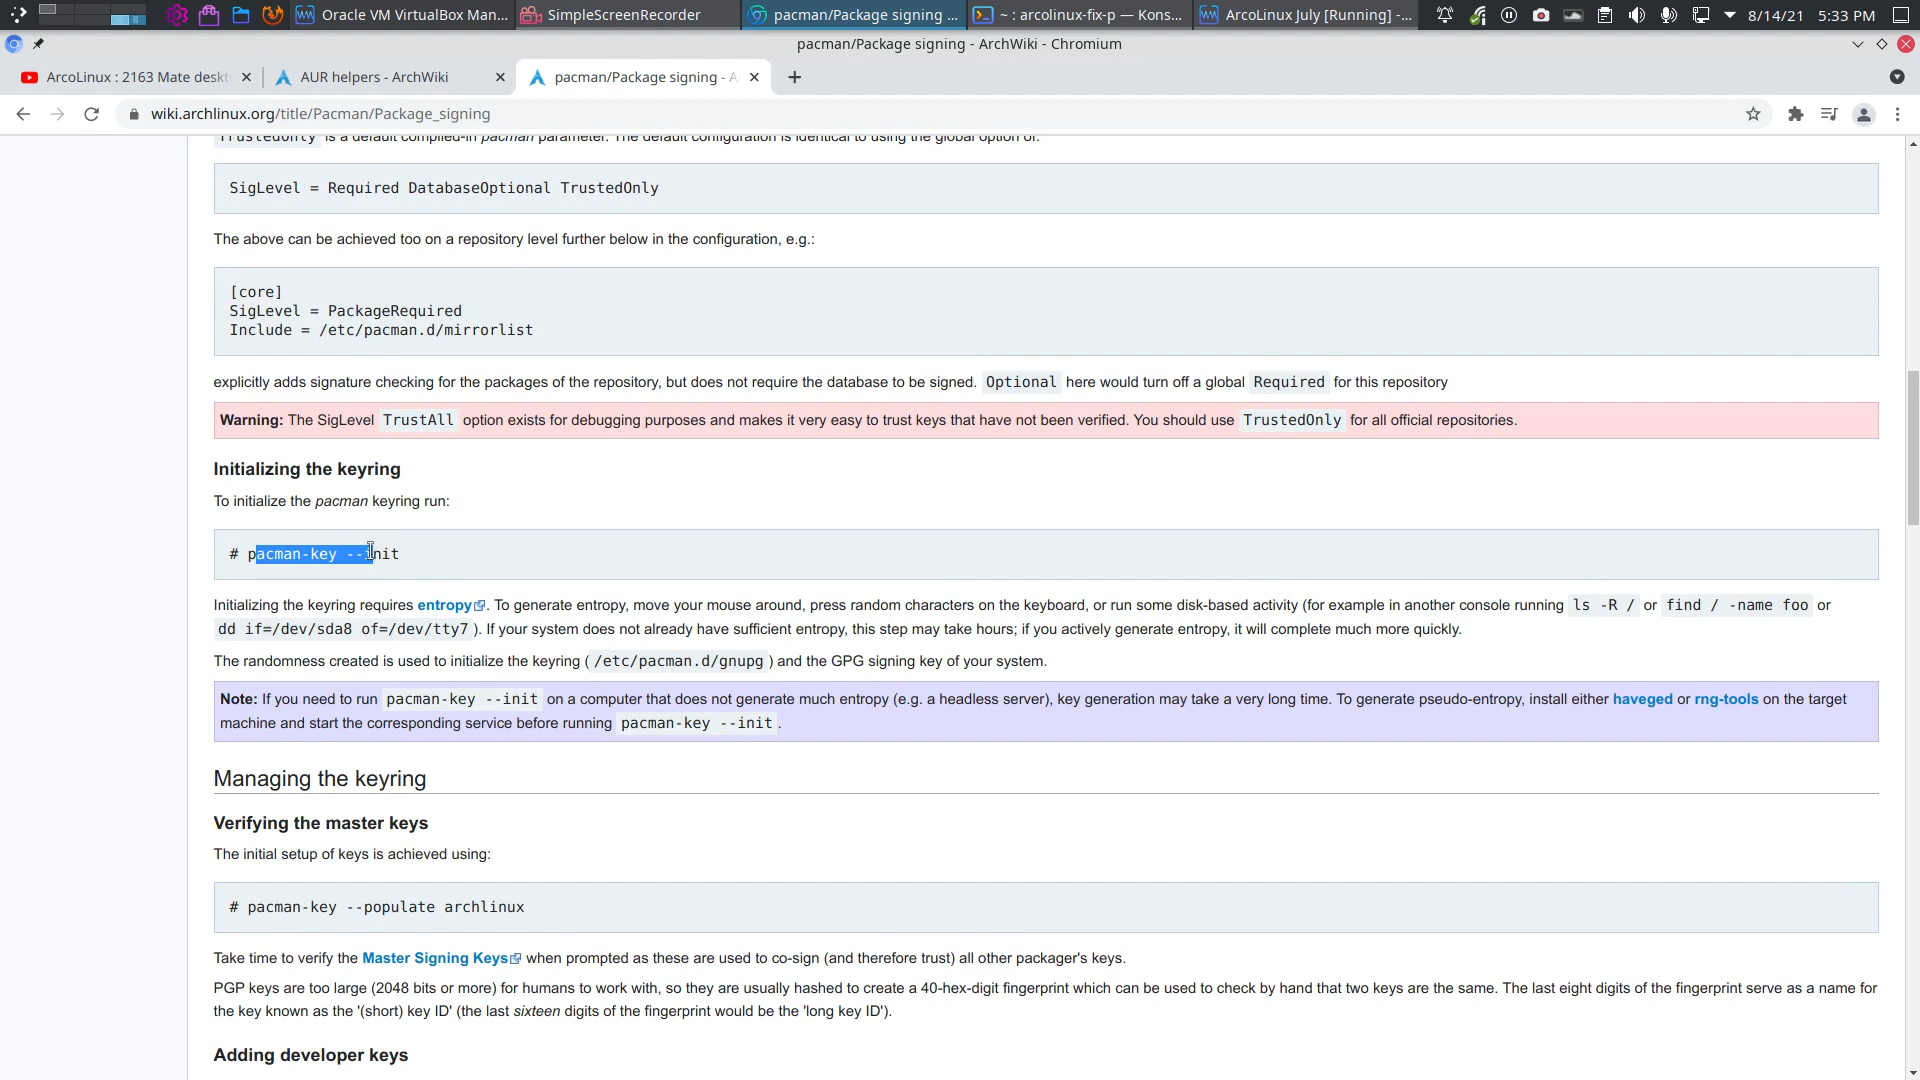 Oracle VM VirtualBox Man...
SimpleScreenRecorder
pacman/Package signing ...
~ : arcolinux-fix-p — Kons...
ArcoLinux July [Running] -...
8/14/21
5:33 PM
pacman/Package signing - ArchWiki - Chromium
ArcoLinux : 2163 Mate deskt
AUR helpers - ArchWiki
pacman/Package signing - A
wiki.archlinux.org/title/Pacman/Package_signing
TrustedOnly is a default compiled-in pacman parameter. The default configuration is identical to using the global option of:
SigLevel = Required DatabaseOptional TrustedOnly
The above can be achieved too on a repository level further below in the configuration, e.g.:
[core]
SigLevel = PackageRequired
Include = /etc/pacman.d/mirrorlist
explicitly adds signature checking for the packages of the repository, but does not require the database to be signed. Optional here would turn off a global Required for this repository
Warning: The SigLevel TrustAll option exists for debugging purposes and makes it very easy to trust keys that have not been verified. You should use TrustedOnly for all official repositories.
Initializing the keyring
To initialize the pacman keyring run:
# pacman-key --init
Initializing the keyring requires entropy. To generate entropy, move your mouse around, press random characters on the keyboard, or run some disk-based activity (for example in another console running ls -R / or find / -name foo or
dd if=/dev/sda8 of=/dev/tty7 ). If your system does not already have sufficient entropy, this step may take hours; if you actively generate entropy, it will complete much more quickly.
The randomness created is used to initialize the keyring ( /etc/pacman.d/gnupg ) and the GPG signing key of your system.
Note: If you need to run pacman-key --init on a computer that does not generate much entropy (e.g. a headless server), key generation may take a very long time. To generate pseudo-entropy, install either haveged or rng-tools on the target
machine and start the corresponding service before running pacman-key --init .
Managing the keyring
Verifying the master keys
The initial setup of keys is achieved using:
# pacman-key --populate archlinux
Take time to verify the Master Signing Keys when prompted as these are used to co-sign (and therefore trust) all other packager's keys.
PGP keys are too large (2048 bits or more) for humans to work with, so they are usually hashed to create a 40-hex-digit fingerprint which can be used to check by hand that two keys are the same. The last eight digits of the fingerprint serve as a name for
the key known as the '(short) key ID' (the last sixteen digits of the fingerprint would be the 'long key ID').
Adding developer keys